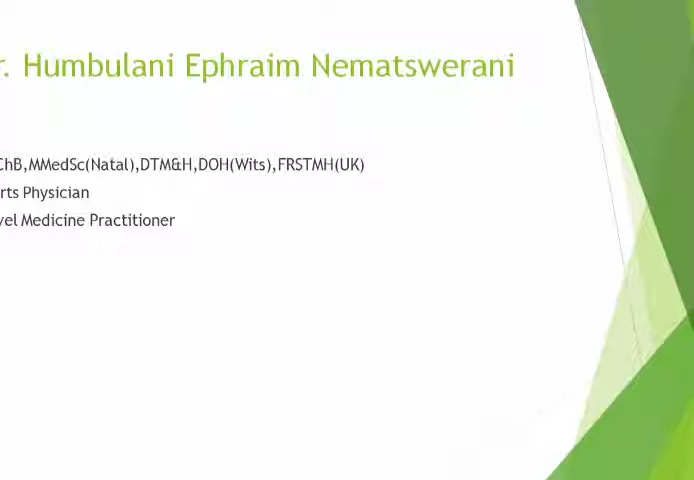 r. Humbulani Ephraim Nematswerani
ChB,MMedSc(Natal),DTM&H,DOH(Wits),FRSTMH(UK)
rts Physician
vel Medicine Practitioner